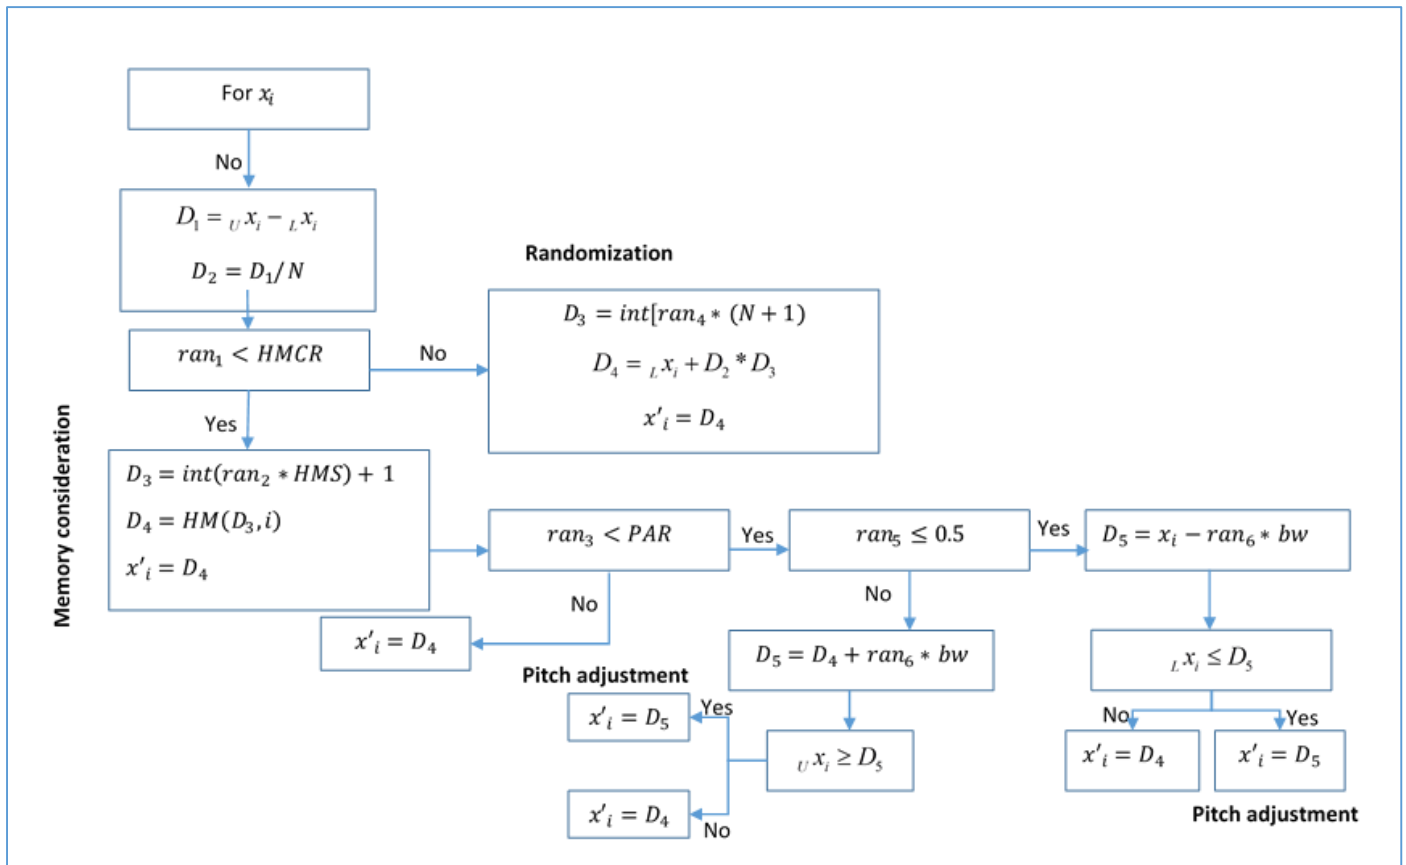 For xᵢ
No
D₁ = ᵤxᵢ − ʟxᵢ
D₂ = D₁/N
Randomization
ran₁ < HMCR
No
D₃ = int[ran₄ * (N + 1)
D₄ = ʟxᵢ + D₂ * D₃
x'ᵢ = D₄
Yes
Memory consideration
D₃ = int(ran₂ * HMS) + 1
D₄ = HM(D₃, i)
x'ᵢ = D₄
ran₃ < PAR
Yes
ran₅ ≤ 0.5
Yes
D₅ = xᵢ − ran₆ * bw
No
x'ᵢ = D₄
No
D₅ = D₄ + ran₆ * bw
ʟxᵢ ≤ D₅
Pitch adjustment
x'ᵢ = D₅
Yes
ᵤxᵢ ≥ D₅
x'ᵢ = D₄
No
No
Yes
x'ᵢ = D₄
x'ᵢ = D₅
Pitch adjustment